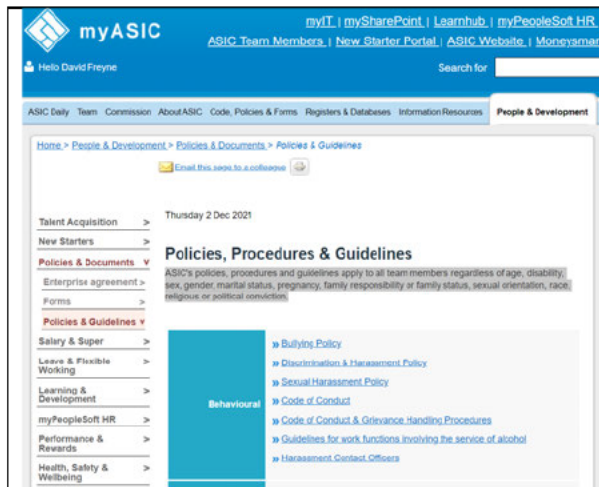 myASIC
myIT | mySharePoint | Learnhub | myPeopleSoft HR
ASIC Team Members | New Starter Portal | ASIC Website | Moneysmar
Hello David Freyne
Search for
ASIC Daily Team Commission About ASIC Code, Policies & Forms Registers & Databases Information Resources People & Development
Home > People & Development > Policies & Documents > Policies & Guidelines
Email this page to a colleague
Talent Acquisition >
New Starters >
Policies & Documents v
Enterprise agreement >
Forms >
Policies & Guidelines v
Salary & Super >
Leave & Flexible >
Working
Learning & >
Development
myPeopleSoft HR >
Performance & >
Rewards
Health, Safety & >
Wellbeing
Thursday 2 Dec 2021
Policies, Procedures & Guidelines
ASIC's policies, procedures and guidelines apply to all team members regardless of age, disability,
sex, gender, marital status, pregnancy, family responsibility or family status, sexual orientation, race,
religious or political conviction.
Behavioural
» Bullying Policy
» Discrimination & Harassment Policy
» Sexual Harassment Policy
» Code of Conduct
» Code of Conduct & Grievance Handling Procedures
» Guidelines for work functions involving the service of alcohol
» Harassment Contact Officers